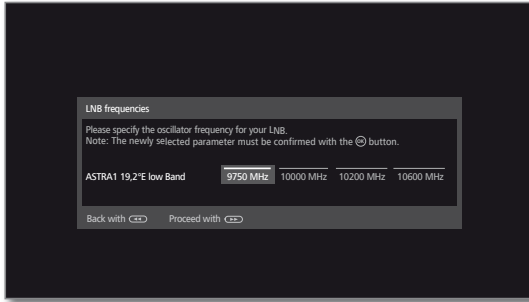 LNB frequencies
Please specify the oscillator frequency for your LNB.
Note: The newly selected parameter must be confirmed with the OK button.
ASTRA1 19,2°E low Band 9750 MHz 10000 MHz 10200 MHz 10600 MHz
Back with Proceed with